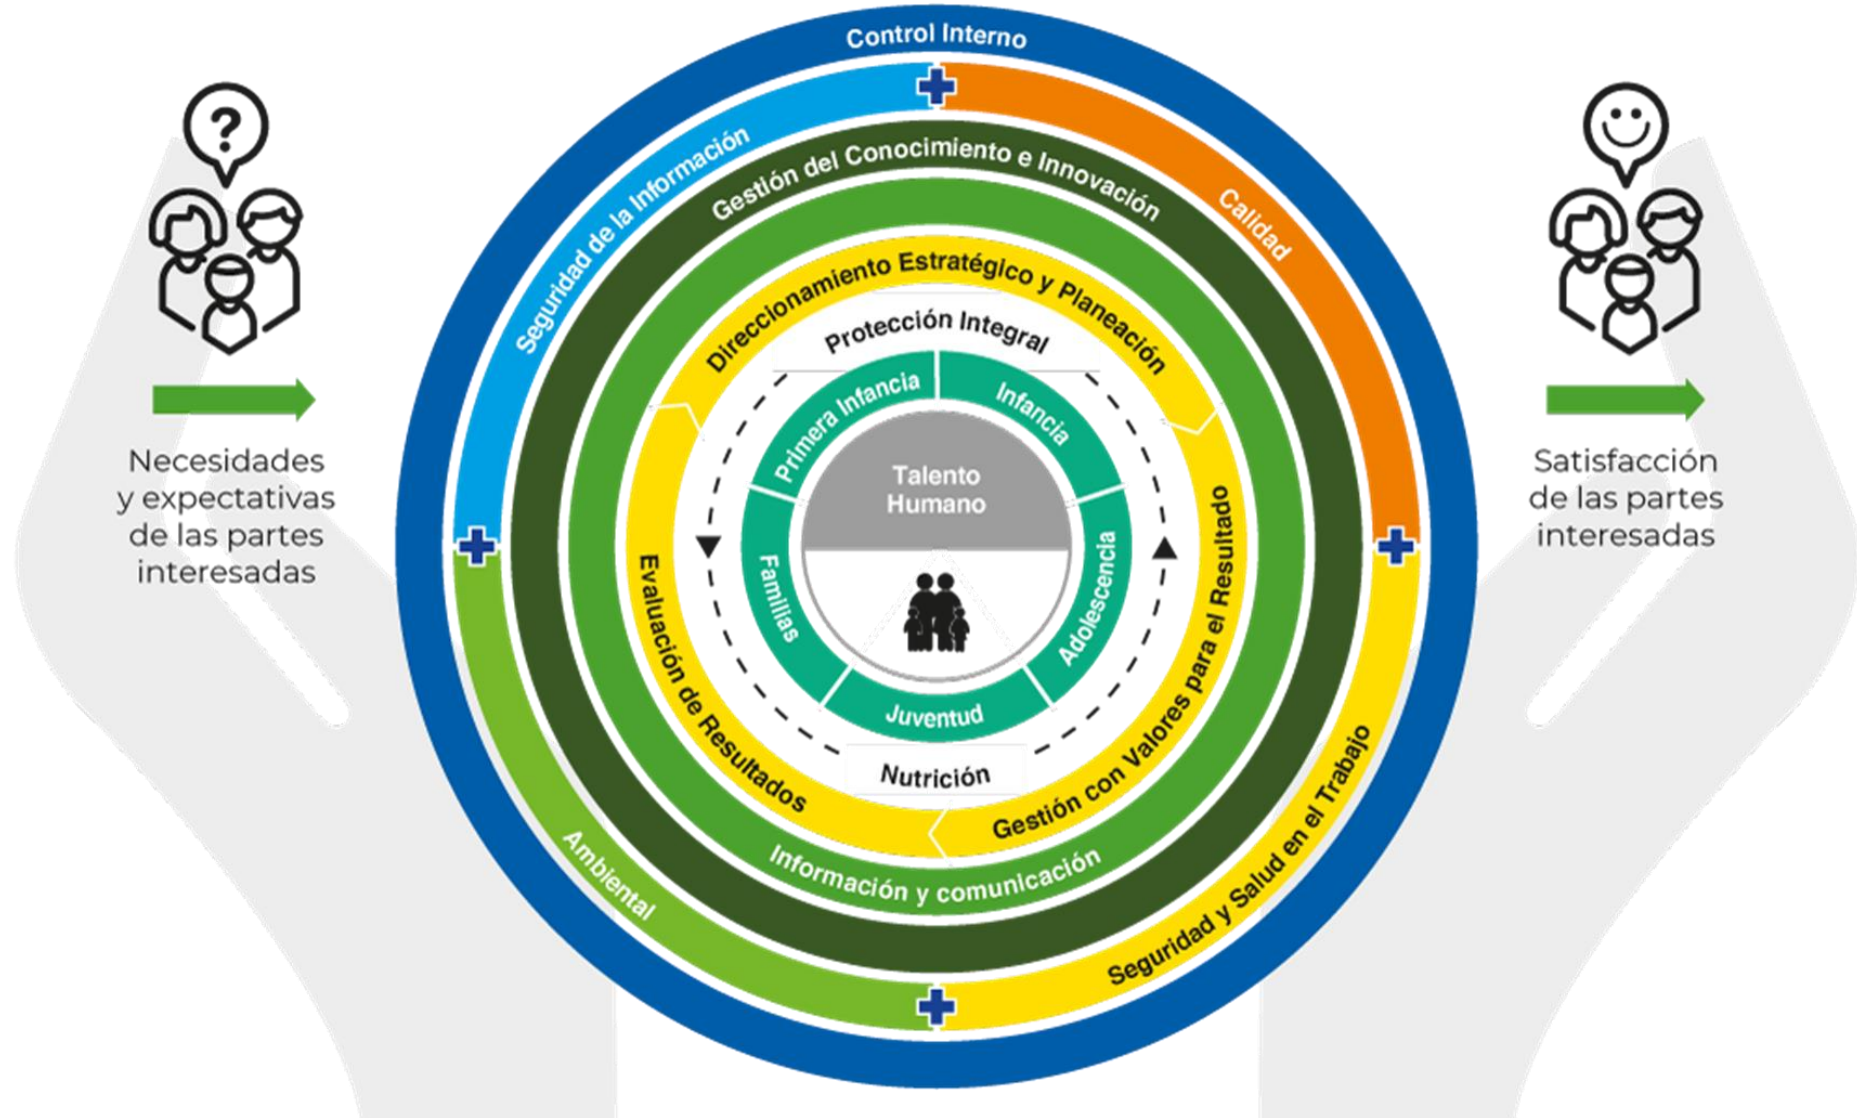 Control Interno
Seguridad de la Información
Calidad
Gestión del Conocimiento e Innovación
Direccionamiento Estratégico y Planeación
Protección Integral
Primera Infancia
Infancia
Talento
Humano
?
Necesidades
y expectativas
de las partes
interesadas
Satisfacción
de las partes
interesadas
Familias
Adolescencia
Juventud
Nutrición
Evaluación de Resultados
Gestión con Valores para el Resultado
Información y comunicación
Ambiental
Seguridad y Salud en el Trabajo